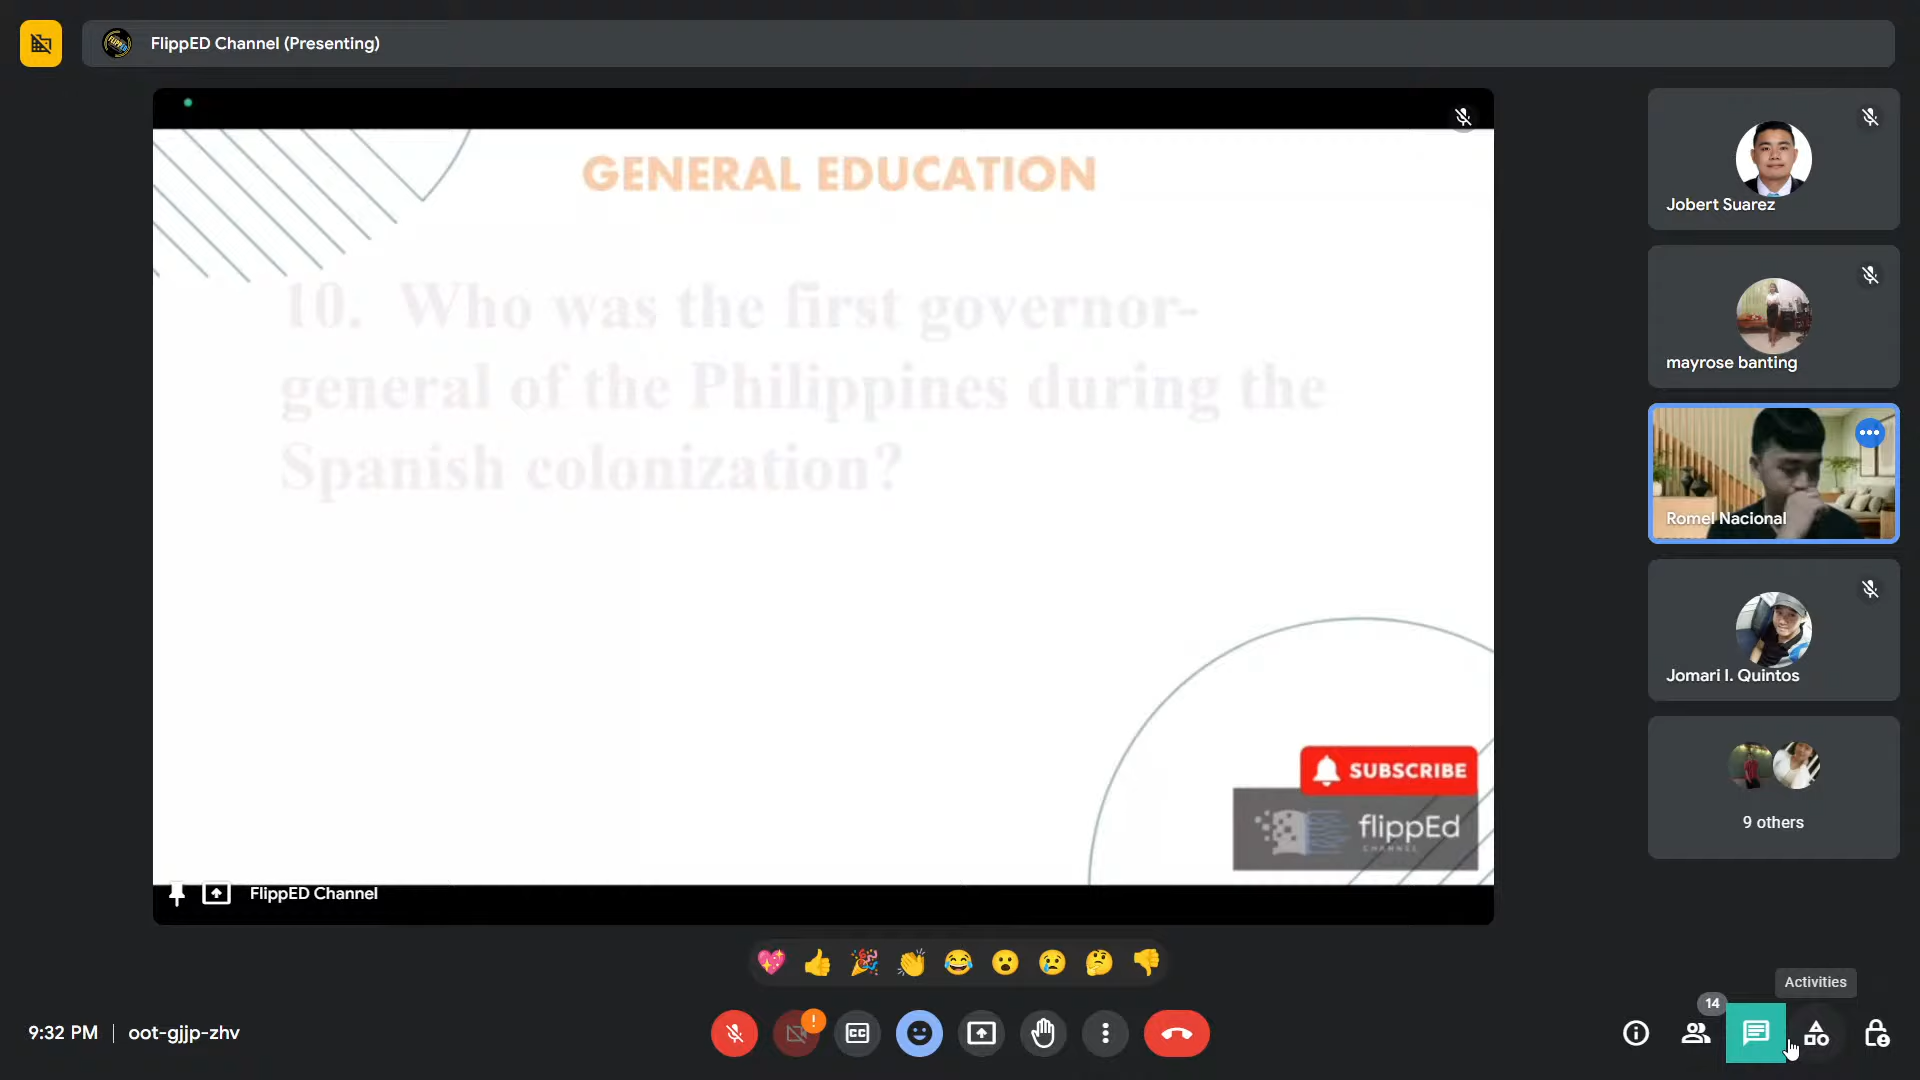 FlippED Channel (Presenting)
GENERAL EDUCATION
10. Who was the first governor-
general of the Philippines during the
Spanish colonization?
SUBSCRIBE
flippEd
CHANNEL
FlippED Channel
Jobert Suarez
mayrose banting
Romel Nacional
Jomari I. Quintos
9 others
Activities
9:32 PM | oot-gjjp-zhv
CC
14